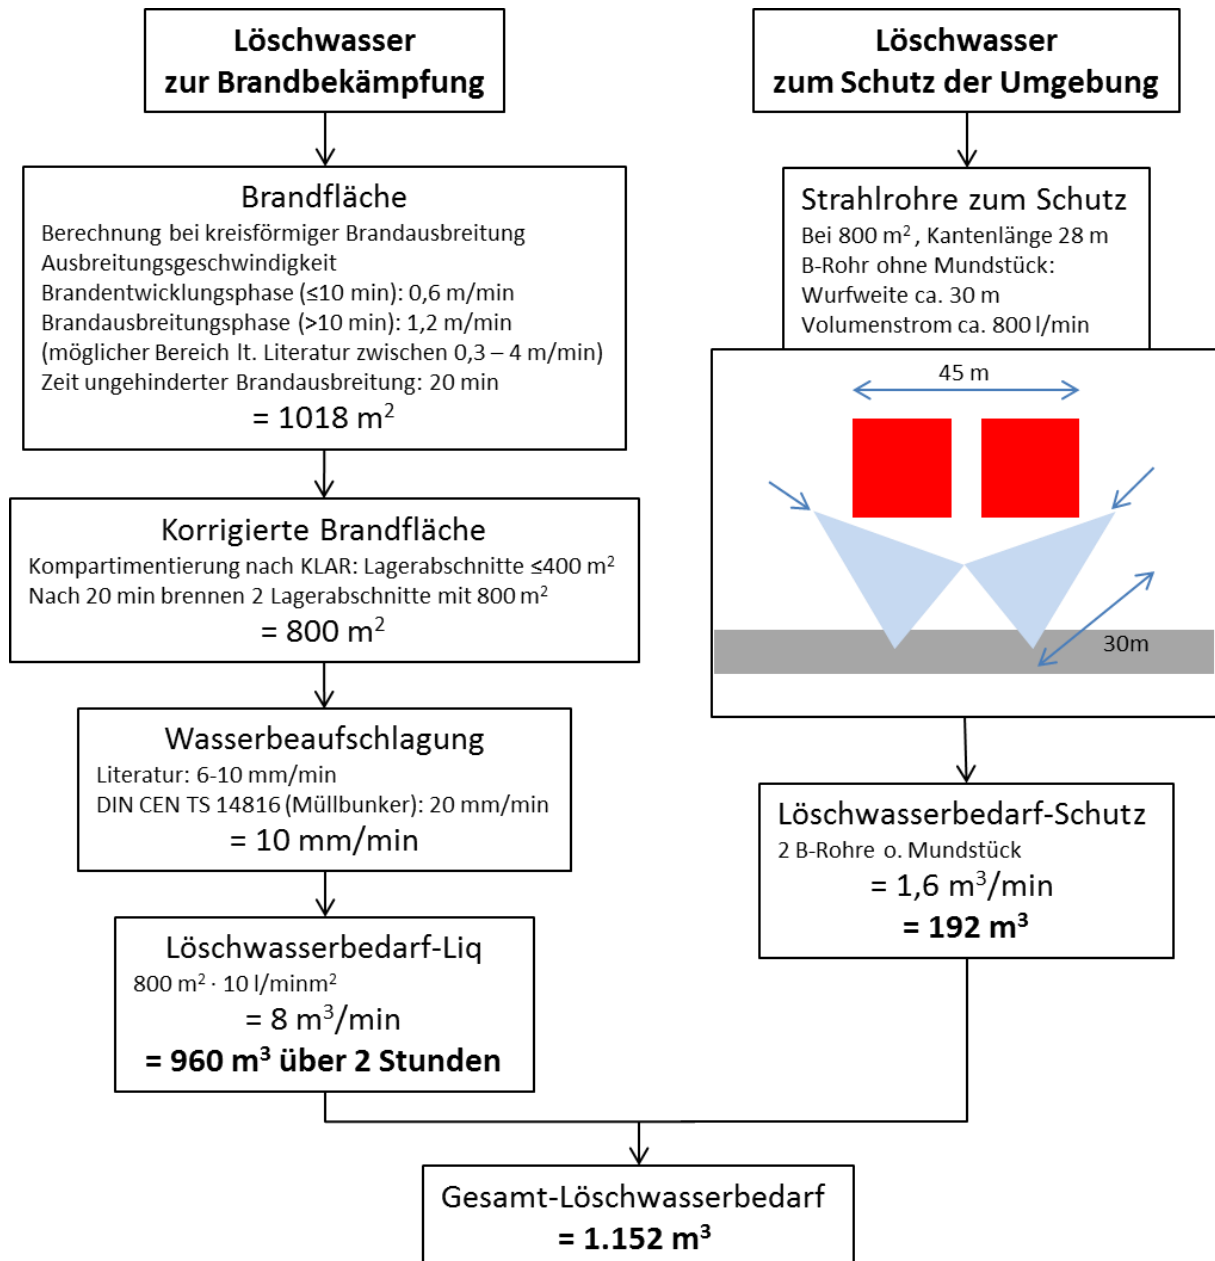 Löschwasser
zur Brandbekämpfung
Brandfläche
Berechnung bei kreisförmiger Brandausbreitung
Ausbreitungsgeschwindigkeit
Brandentwicklungsphase (≤10 min): 0,6 m/min
Brandausbreitungsphase (>10 min): 1,2 m/min
(möglicher Bereich lt. Literatur zwischen 0,3 – 4 m/min)
Zeit ungehinderter Brandausbreitung: 20 min
= 1018 m²
Korrigierte Brandfläche
Kompartimentierung nach KLAR: Lagerabschnitte ≤400 m²
Nach 20 min brennen 2 Lagerabschnitte mit 800 m²
= 800 m²
Wasserbeaufschlagung
Literatur: 6-10 mm/min
DIN CEN TS 14816 (Müllbunker): 20 mm/min
= 10 mm/min
Löschwasserbedarf-Liq
800 m² · 10 l/minm²
= 8 m³/min
= 960 m³ über 2 Stunden
Löschwasser
zum Schutz der Umgebung
Strahlrohre zum Schutz
Bei 800 m² , Kantenlänge 28 m
B-Rohr ohne Mundstück:
Wurfweite ca. 30 m
Volumenstrom ca. 800 l/min
45 m
30m
Löschwasserbedarf-Schutz
2 B-Rohre o. Mundstück
= 1,6 m³/min
= 192 m³
Gesamt-Löschwasserbedarf
= 1.152 m³